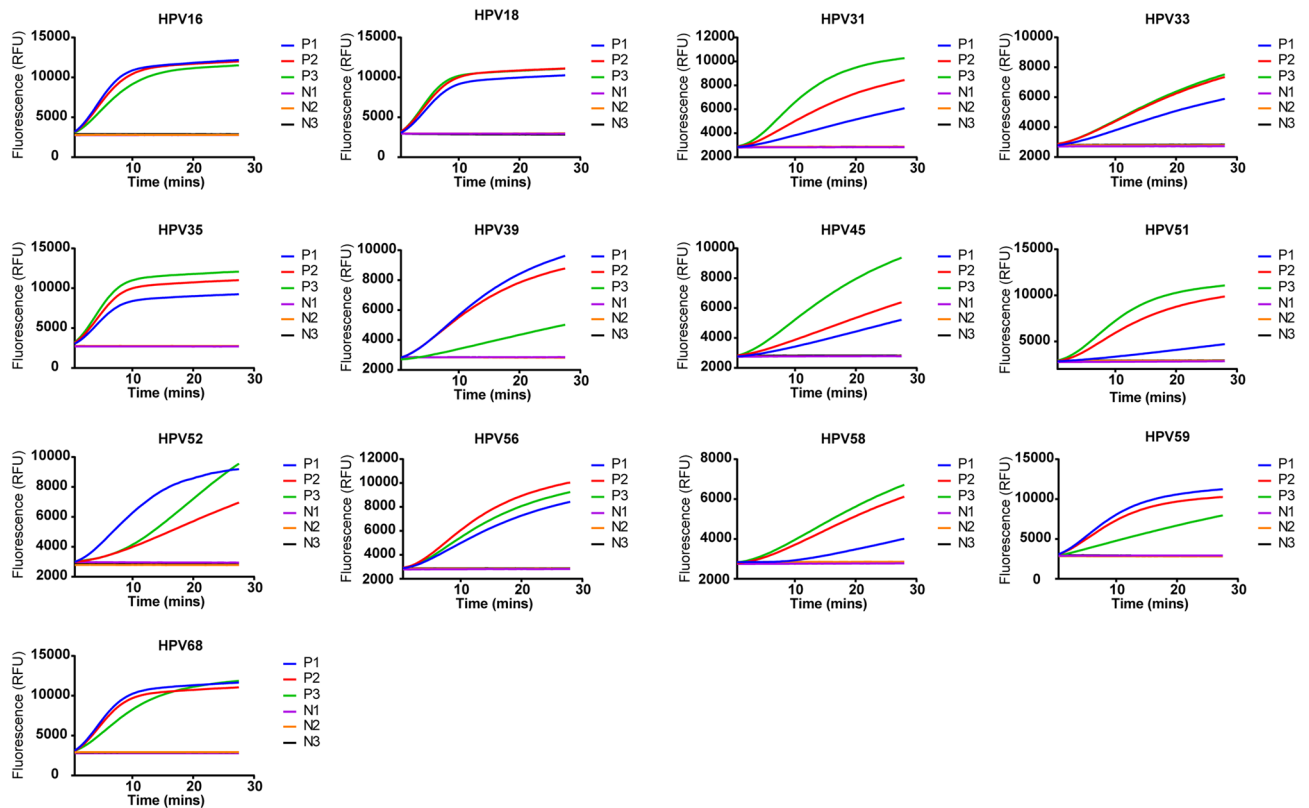 HPV16
Fluorescence (RFU)
15000
10000
5000
0
0
10
20
30
Time (mins)
P1
P2
P3
N1
N2
N3
HPV18
Fluorescence (RFU)
15000
10000
5000
0
0
10
20
30
Time (mins)
P1
P2
P3
N1
N2
N3
HPV31
Fluorescence (RFU)
12000
10000
8000
6000
4000
2000
10
20
30
Time (mins)
P1
P2
P3
N1
N2
N3
HPV33
Fluorescence (RFU)
12000
10000
8000
6000
4000
2000
10
20
30
Time (mins)
P1
P2
P3
N1
N2
N3
HPV35
Fluorescence (RFU)
15000
10000
5000
0
10
20
30
Time (mins)
P1
P2
P3
N1
N2
N3
HPV39
Fluorescence (RFU)
10000
8000
6000
4000
2000
10
20
30
Time (mins)
P1
P2
P3
N1
N2
N3
HPV45
Fluorescence (RFU)
10000
8000
6000
4000
2000
10
20
30
Time (mins)
P1
P2
P3
N1
N2
N3
HPV51
Fluorescence (RFU)
15000
10000
5000
10
20
30
Time (mins)
P1
P2
P3
N1
N2
N3
HPV52
Fluorescence (RFU)
10000
8000
6000
4000
2000
10
20
30
Time (mins)
P1
P2
P3
N1
N2
N3
HPV56
Fluorescence (RFU)
12000
10000
8000
6000
4000
2000
10
20
30
Time (mins)
P1
P2
P3
N1
N2
N3
HPV58
Fluorescence (RFU)
8000
6000
4000
2000
10
20
30
Time (mins)
P1
P2
P3
N1
N2
N3
HPV59
Fluorescence (RFU)
15000
10000
5000
0
10
20
30
Time (mins)
P1
P2
P3
N1
N2
N3
HPV68
Fluorescence (RFU)
15000
10000
5000
0
10
20
30
Time (mins)
P1
P2
P3
N1
N2
N3